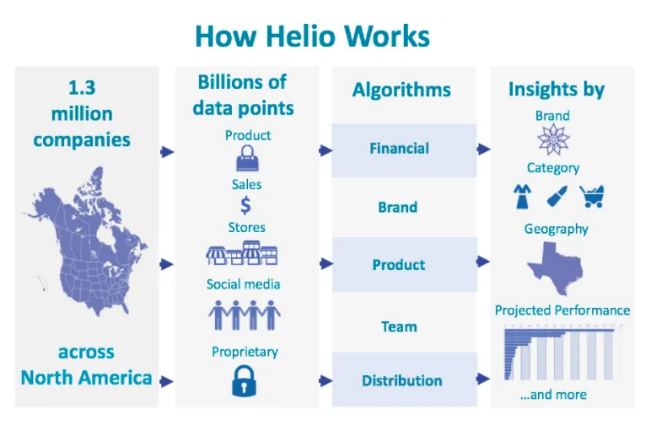 How Helio Works
1.3
million
companies
across
North America
Billions of
data points
Product
Sales
$
Stores
Social media
Proprietary
Algorithms
Financial
Brand
Product
Team
Distribution
Insights by
Brand
Category
Geography
Projected Performance
...and more